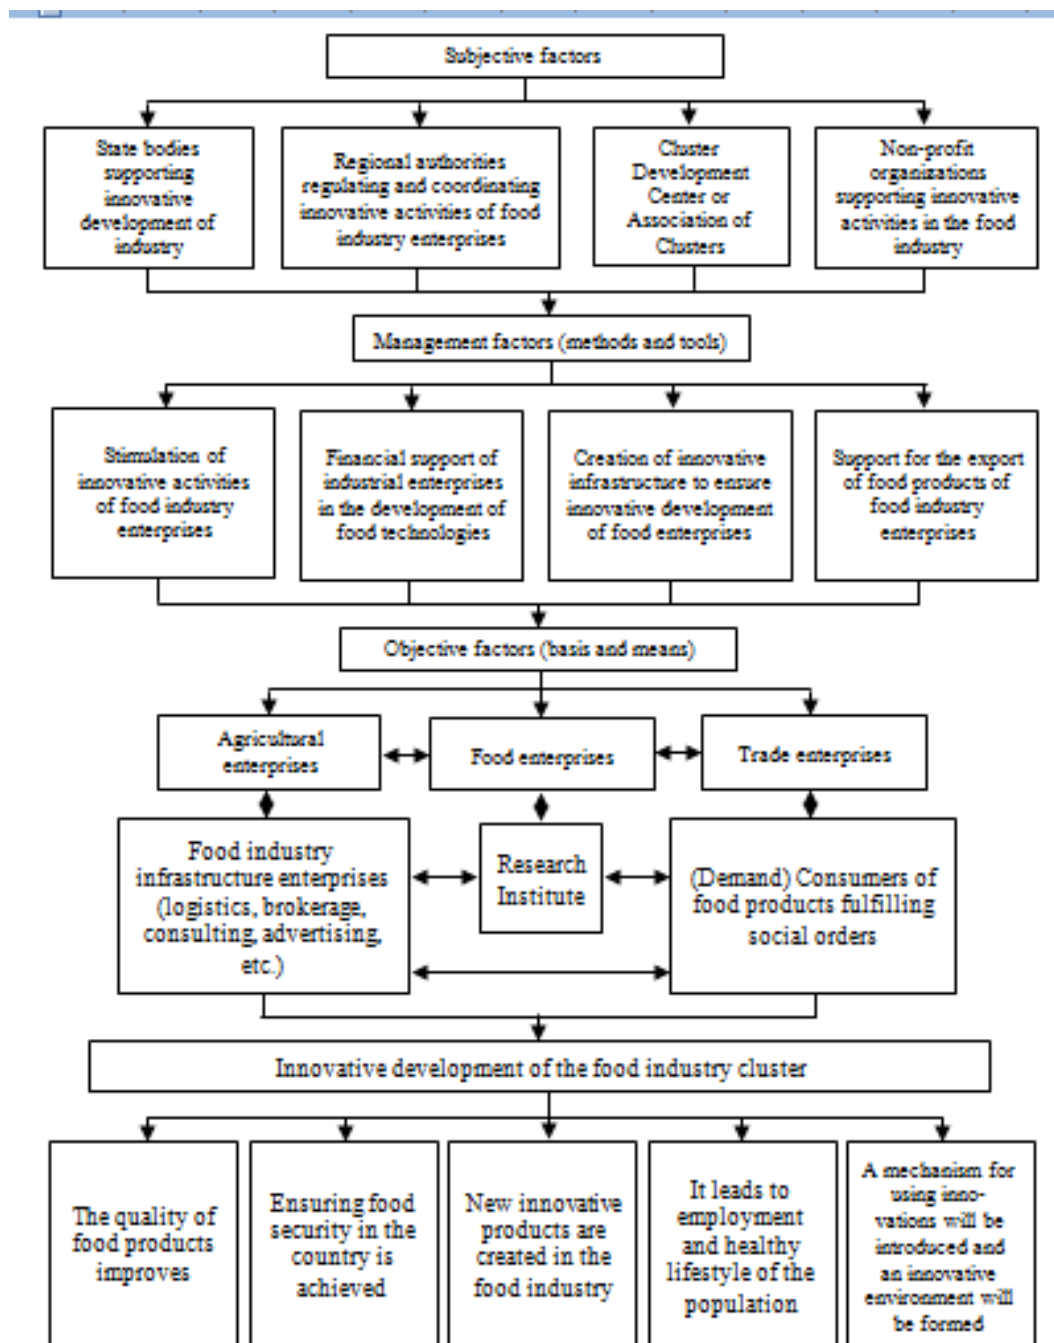 Subjective factors
State bodies
supporting
innovative
development of
industry
Regional authorities
regulating and coordinating
innovative activities of food
industry enterprises
Cluster
Development
Center or
Association of
Clusters
Non-profit
organizations
supporting innovative
activities in the food
industry
Management factors (methods and tools)
Stimulation of
innovative activities
of food industry
enterprises
Financial support of
industrial enterprises
in the development of
food technologies
Creation of innovative
infrastructure to ensure
innovative development
of food enterprises
Support for the export
of food products of
food industry
enterprises
Objective factors (basis and means)
Agricultural
enterprises
Food enterprises
Trade enterprises
Food industry
infrastructure enterprises
(logistics, brokerage,
consulting, advertising,
etc.)
Research
Institute
(Demand) Consumers of
food products fulfilling
social orders
Innovative development of the food industry cluster
The quality of
food products
improves
Ensuring food
security in the
country is
achieved
New innovative
products are
created in the
food industry
It leads to
employment
and healthy
lifestyle of the
population
A mechanism for
using inno-
vations will be
introduced and
an innovative
environment will
be formed